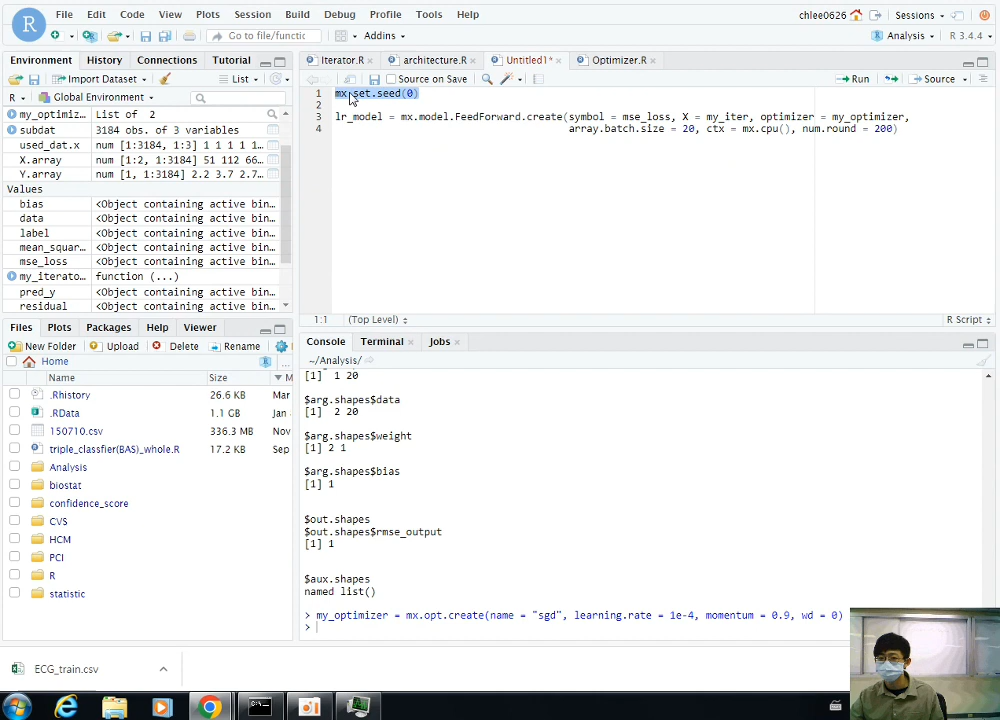 File Edit Code View Plots Session Build Debug Profile Tools Help
chlee0626 Sessions
Go to file/functic Addins
Analysis R 3.4.4
Environment History Connections Tutorial
Import Dataset List
R Global Environment
my_optimiz… List of 2
subdat 3184 obs. of 3 variables
used_dat.x num [1:3184, 1:3] 1 1 1 1 1…
X.array num [1:2, 1:3184] 51 112 66…
Y.array num [1, 1:3184] 2.2 3.7 2.7…
Values
bias <Object containing active bin…
data <Object containing active bin…
label <Object containing active bin…
mean_squar… <Object containing active bin…
mse_loss <Object containing active bin…
my_iterato… function (...)
pred_y <Object containing active bin…
residual <Object containing active bin…
Files Plots Packages Help Viewer
New Folder Upload Delete Rename
Home ...
Name Size M
.Rhistory 26.6 KB Mar
.RData 1.1 GB Jan
150710.csv 336.3 MB Nov
triple_classfier(BAS)_whole.R 17.2 KB Sep
Analysis
biostat
confidence_score
CVS
HCM
PCI
R
statistic
Iterator.R architecture.R Untitled1* Optimizer.R
Source on Save Run Source
1 mx.set.seed(0)
2
3 lr_model = mx.model.FeedForward.create(symbol = mse_loss, X = my_iter, optimizer = my_optimizer,
4 array.batch.size = 20, ctx = mx.cpu(), num.round = 200)
1:1 (Top Level) R Script
Console Terminal Jobs
~/Analysis/
[1] 1 20
$arg.shapes$data
[1] 2 20
$arg.shapes$weight
[1] 2 1
$arg.shapes$bias
[1] 1
$out.shapes
$out.shapes$rmse_output
[1] 1
$aux.shapes
named list()
> my_optimizer = mx.opt.create(name = "sgd", learning.rate = 1e-4, momentum = 0.9, wd = 0)
>
ECG_train.csv